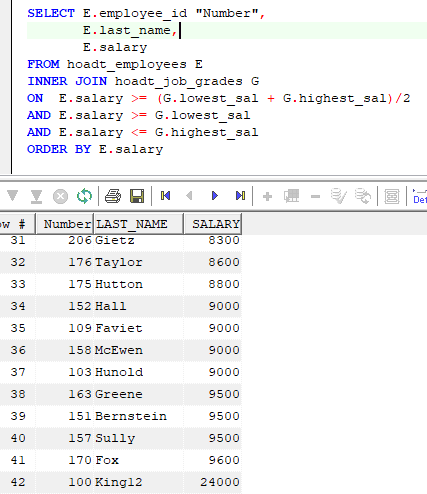 SELECT E.employee_id "Number",
E.last_name,
E.salary
FROM hoadt_employees E
INNER JOIN hoadt_job_grades G
ON E.salary >= (G.lowest_sal + G.highest_sal)/2
AND E.salary >= G.lowest_sal
AND E.salary <= G.highest_sal
ORDER BY E.salary
Det
ow # Number LAST_NAME SALARY
31 206 Gietz 8300
32 176 Taylor 8600
33 175 Hutton 8800
34 152 Hall 9000
35 109 Faviet 9000
36 158 McEwen 9000
37 103 Hunold 9000
38 163 Greene 9500
39 151 Bernstein 9500
40 157 Sully 9500
41 170 Fox 9600
42 100 King12 24000